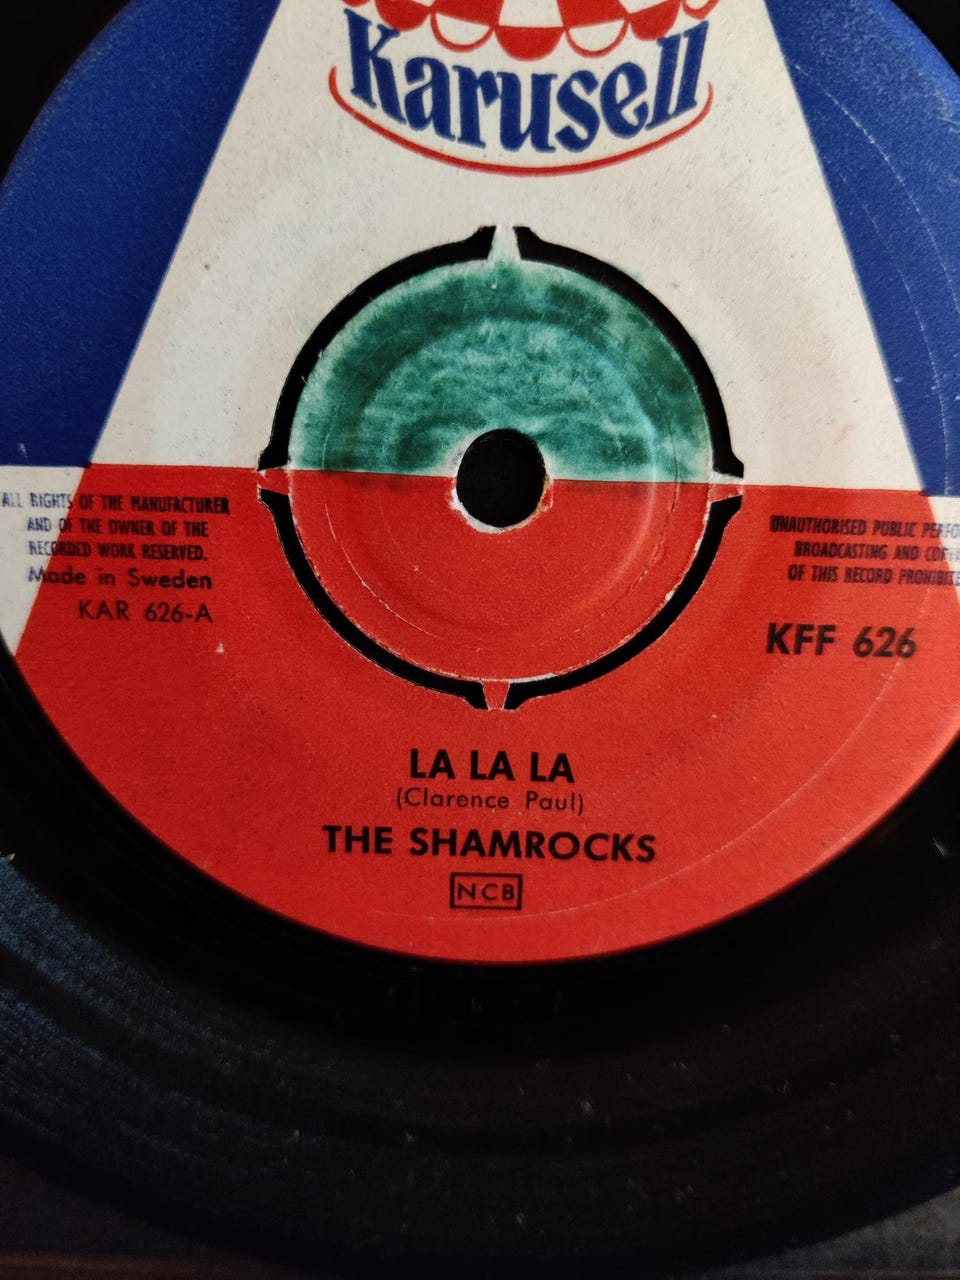 Karusell
ALL RIGHTS OF THE MANUFACTURER
AND OF THE OWNER OF THE
RECORDED WORK RESERVED.
Made in Sweden
KAR 626-A
UNAUTHORISED PUBLIC
BROADCASTING AND
OF THIS RECORD
KFF 626
LA LA LA
(Clarence Paul)
THE SHAMROCKS
NCB